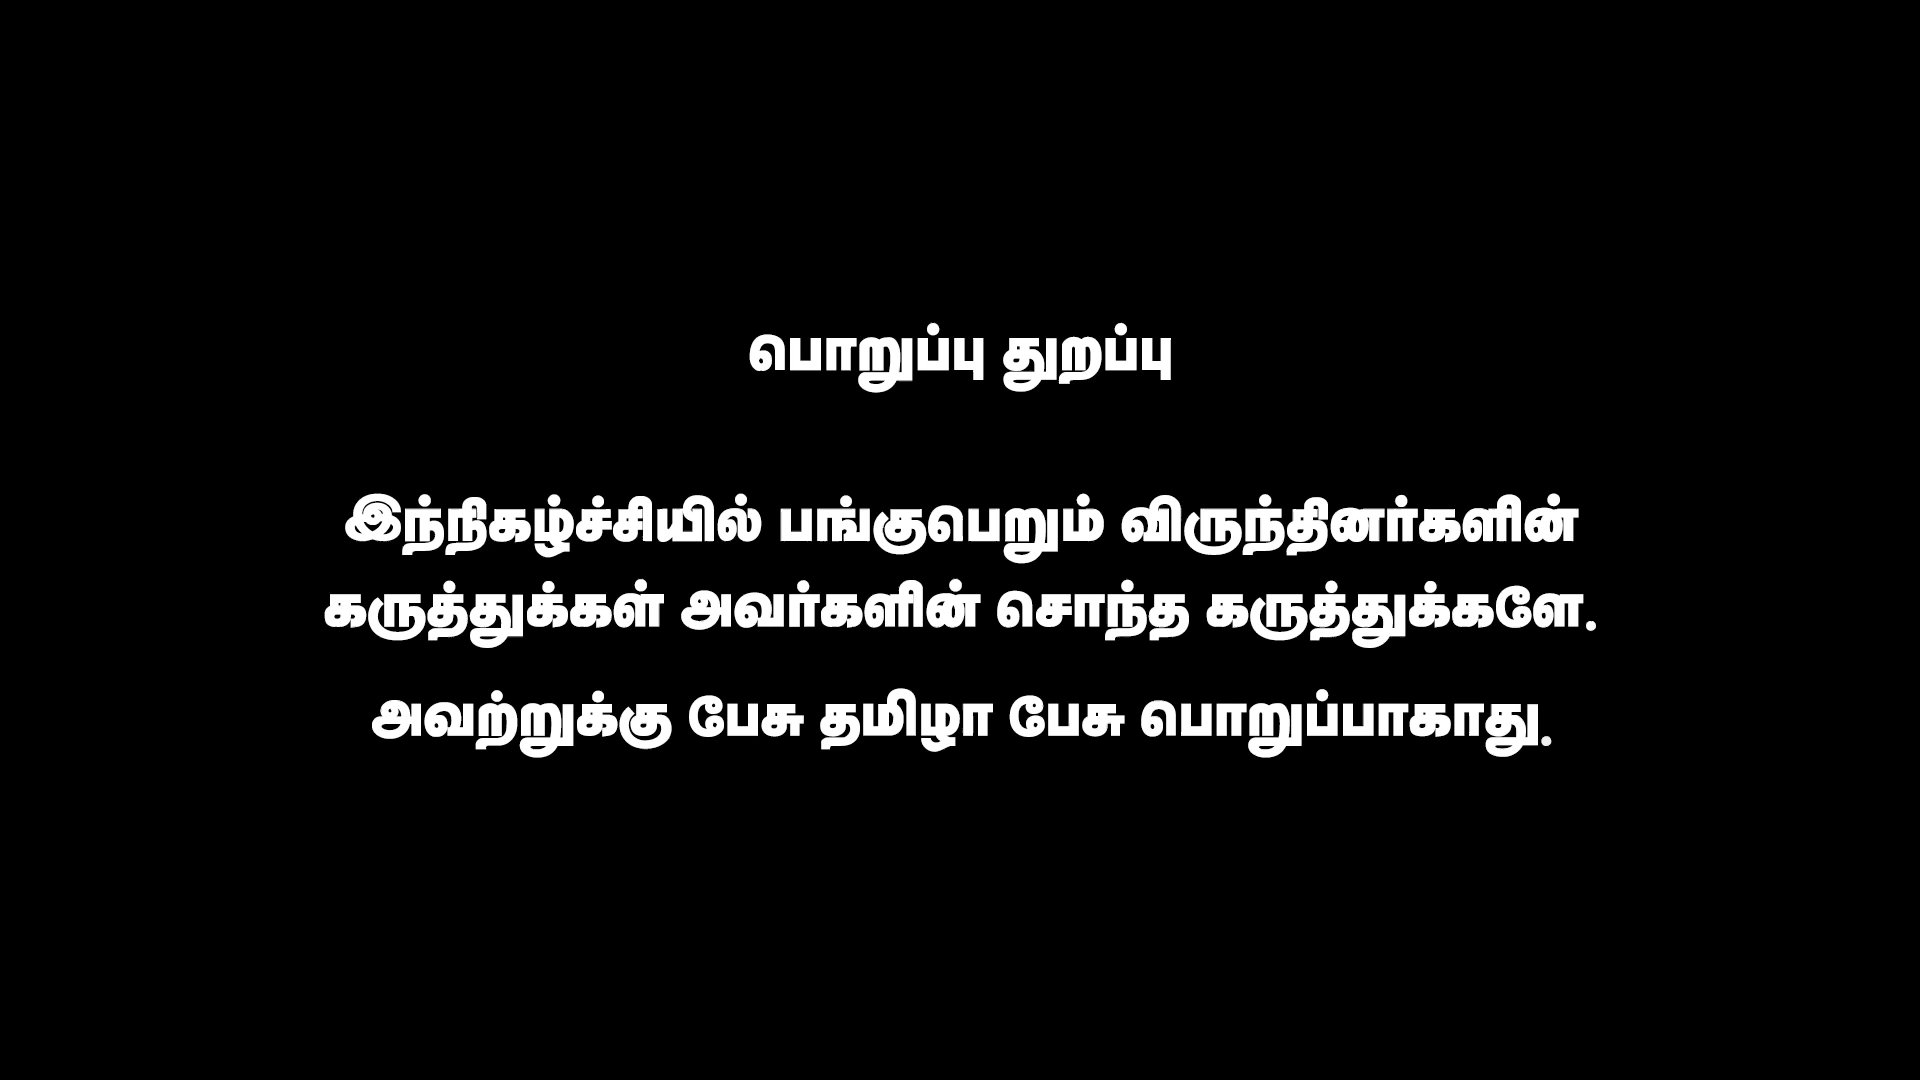 பொறுப்பு துறப்பு
இந்நிகழ்ச்சியில் பங்குபெறும் விருந்தினர்களின்
கருத்துக்கள் அவர்களின் சொந்த கருத்துக்களே.
அவற்றுக்கு பேசு தமிழா பேசு பொறுப்பாகாது.